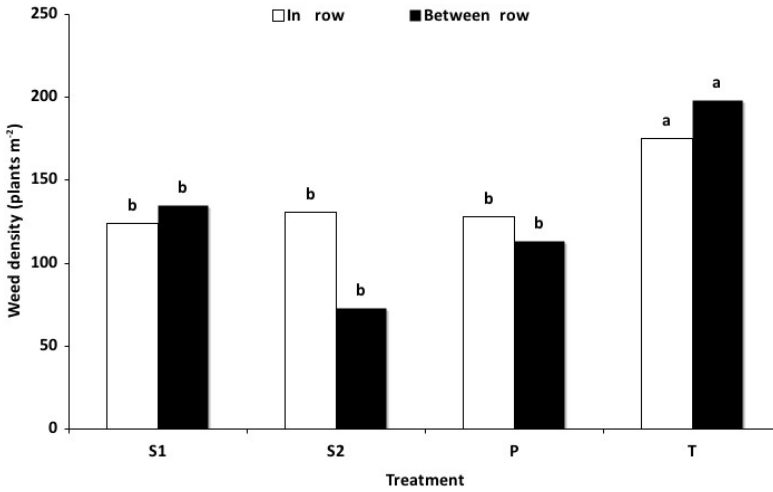 250
In row Between row
200
150
100
50
0
Weed density (plants m-2)
b b b b b b a a
S1 S2 P T
Treatment